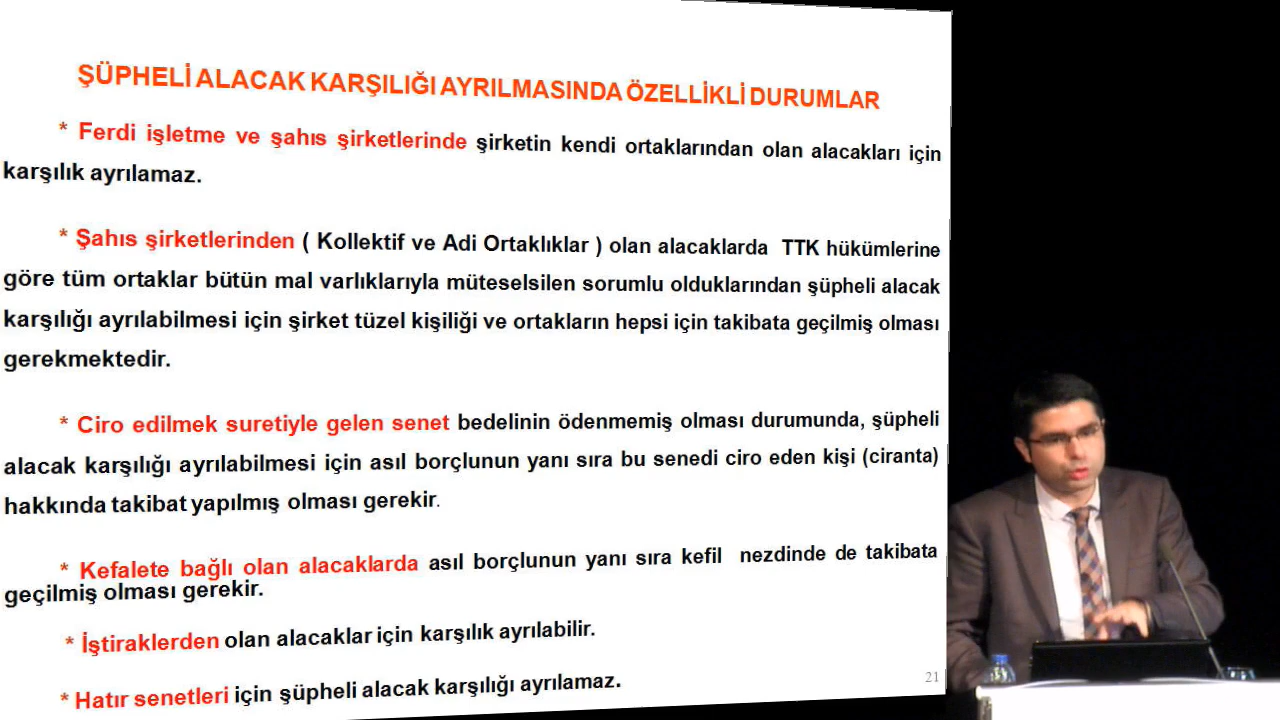 ŞÜPHELİ ALACAK KARŞILIĞI AYRILMASINDA ÖZELLİKLİ DURUMLAR
* Ferdi işletme ve şahıs şirketlerinde şirketin kendi ortaklarından olan alacakları için
karşılık ayrılamaz.
* Şahıs şirketlerinden ( Kollektif ve Adi Ortaklıklar ) olan alacaklarda TTK hükümlerine
göre tüm ortaklar bütün mal varlıklarıyla müteselsilen sorumlu olduklarından şüpheli alacak
karşılığı ayrılabilmesi için şirket tüzel kişiliği ve ortakların hepsi için takibata geçilmiş olması
gerekmektedir.
* Ciro edilmek suretiyle gelen senet bedelinin ödenmemiş olması durumunda, şüpheli
alacak karşılığı ayrılabilmesi için asıl borçlunun yanı sıra bu senedi ciro eden kişi (ciranta)
hakkında takibat yapılmış olması gerekir.
* Kefalete bağlı olan alacaklarda asıl borçlunun yanı sıra kefil nezdinde de takibata
geçilmiş olması gerekir.
* İştiraklerden olan alacaklar için karşılık ayrılabilir.
* Hatır senetleri için şüpheli alacak karşılığı ayrılamaz.
21